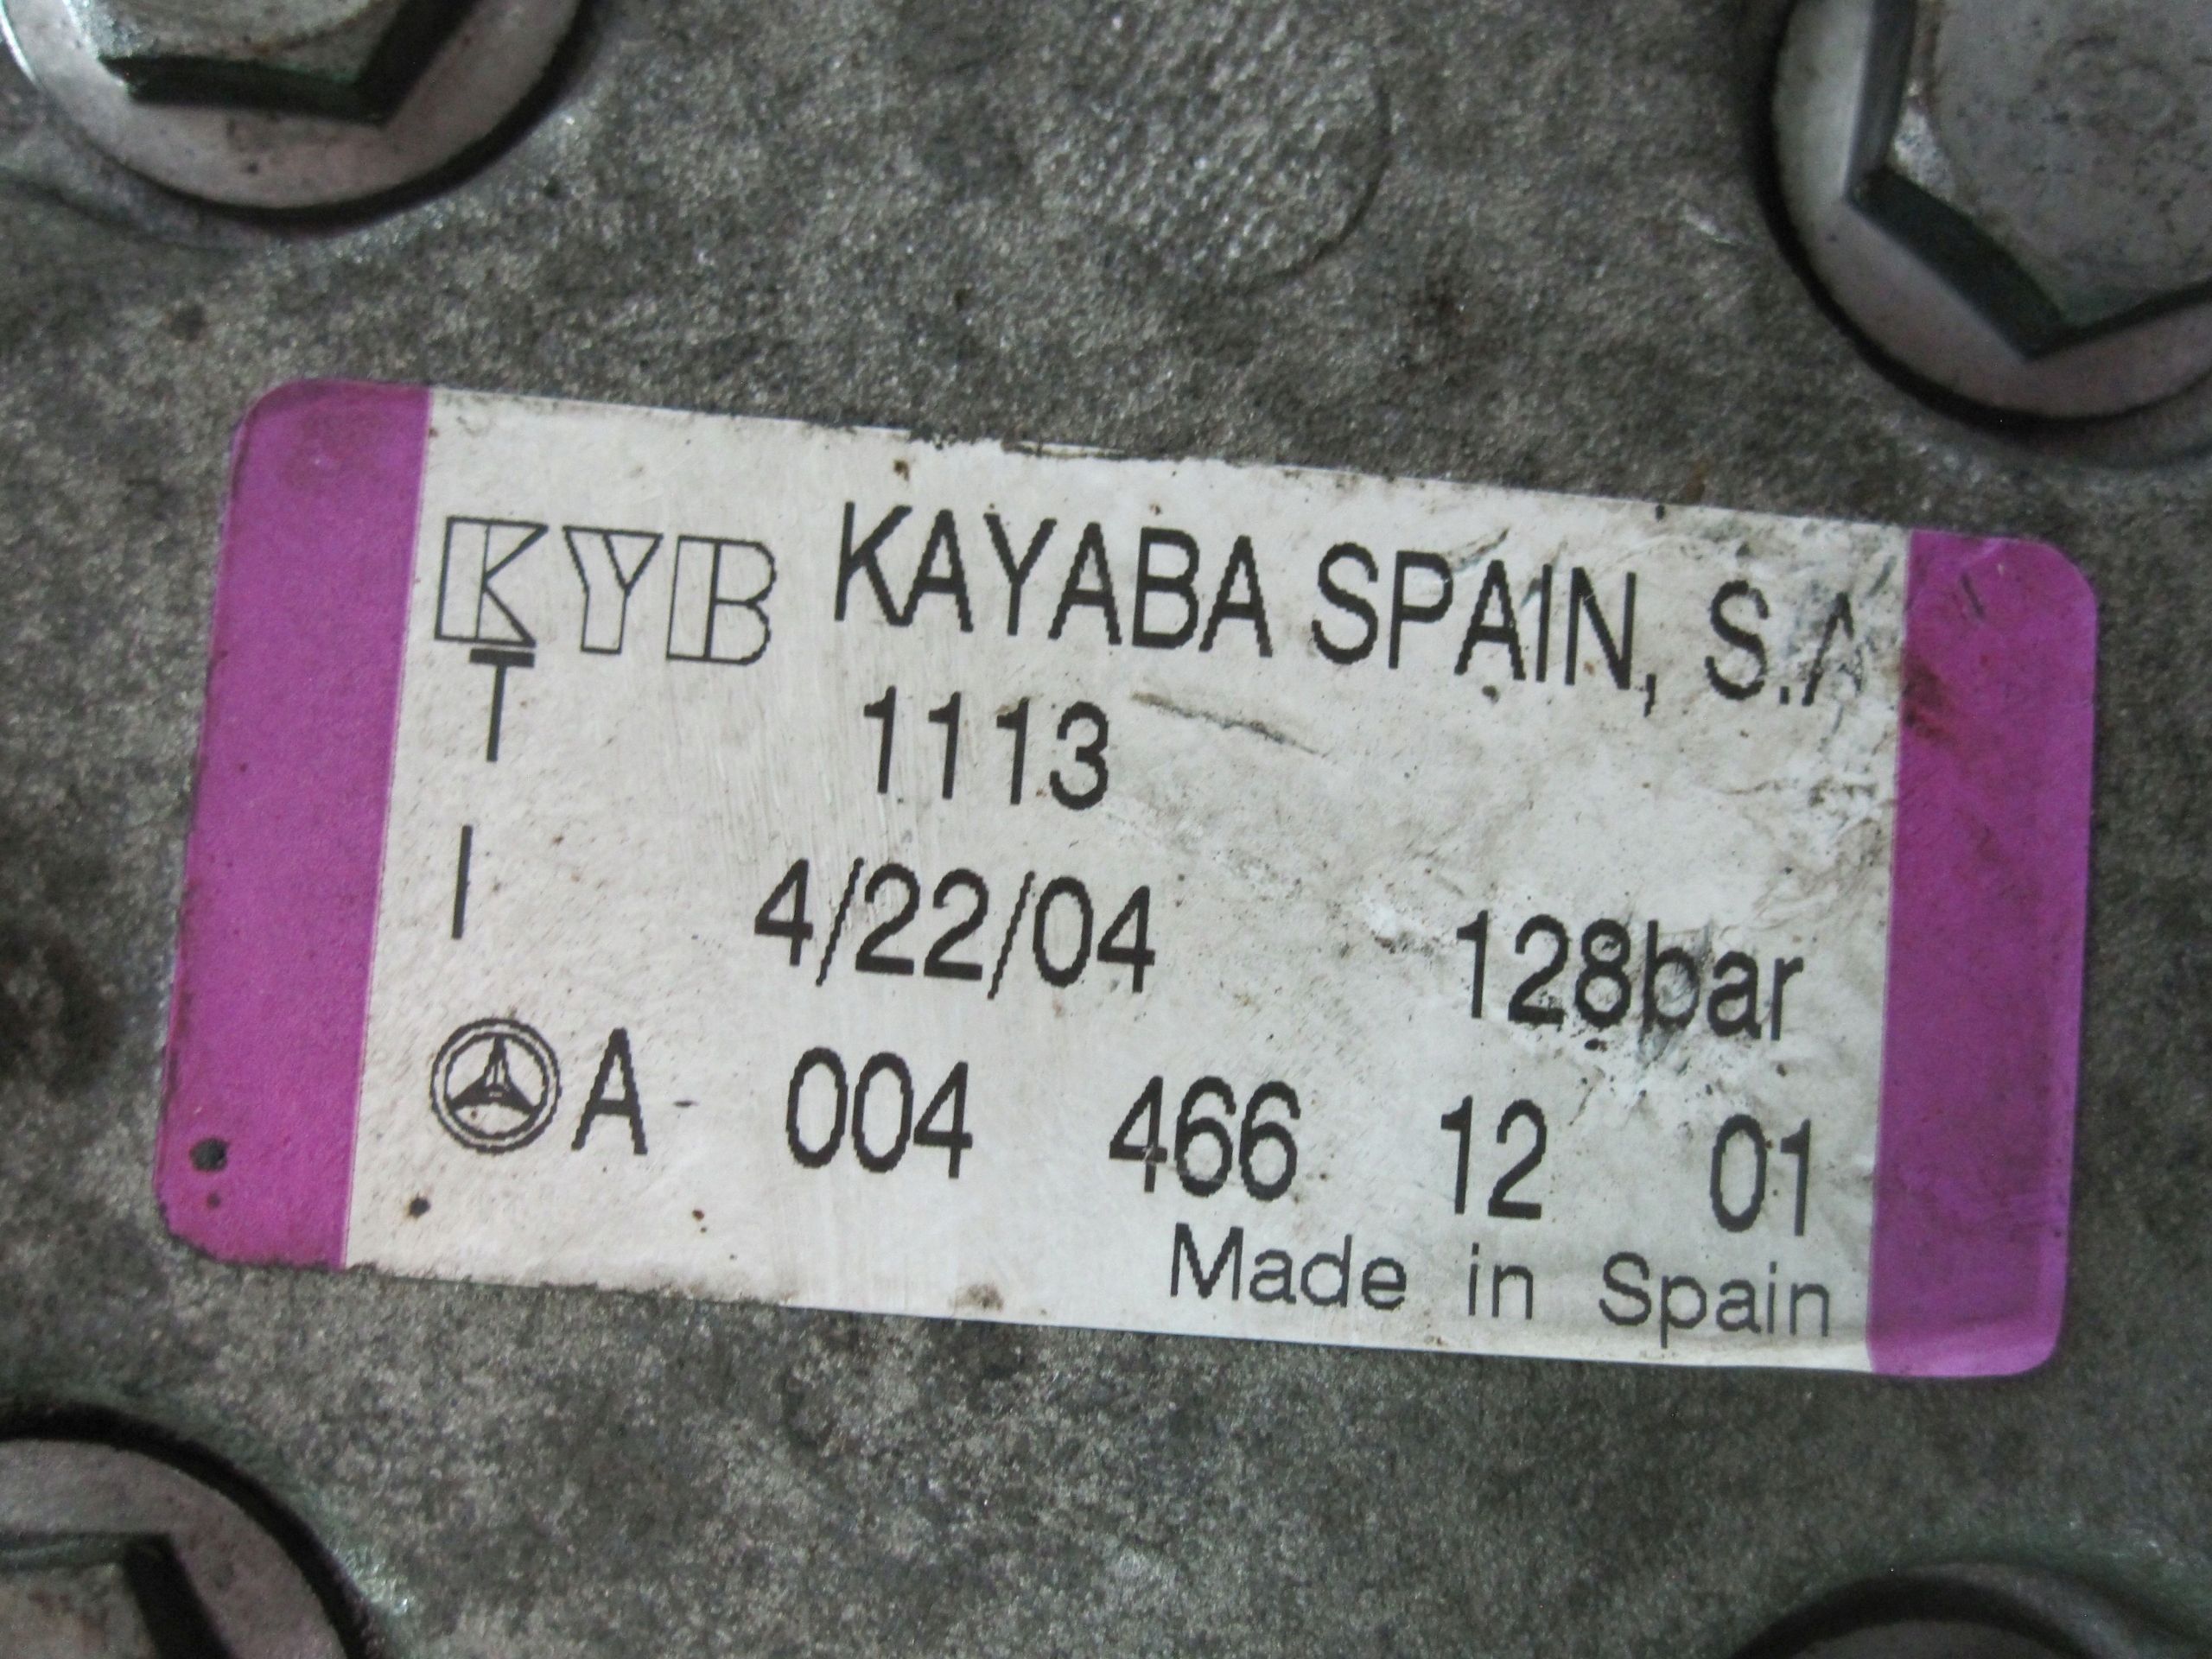 KYB KAYABA SPAIN, S.A
T 1113
I 4/22/04 128bar
A 004 466 12 01
Made in Spain